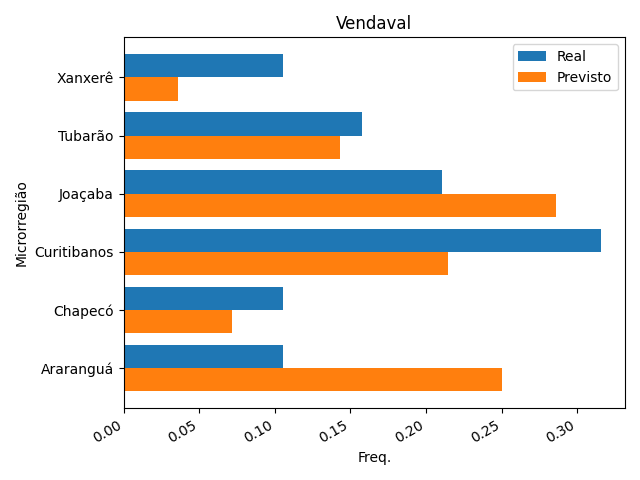 Vendaval
Real
Previsto
Xanxerê
Tubarão
Joaçaba
Curitibanos
Chapecó
Araranguá
Microrregião
0.00 0.05 0.10 0.15 0.20 0.25 0.30
Freq.